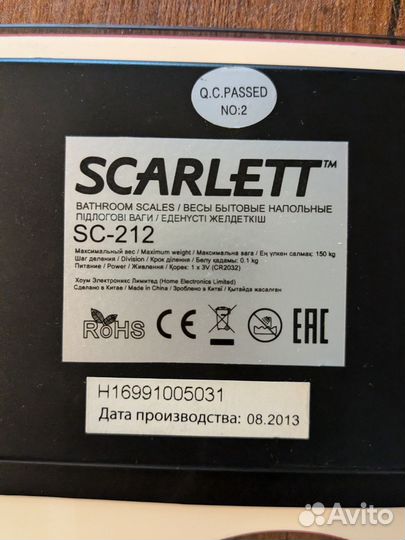 Q.C.PASSED
NO:2
SCARLETT™
BATHROOM SCALES / ВЕСЫ БЫТОВЫЕ НАПОЛЬНЫЕ
ПІДЛОГОВІ ВАГИ / ЕДЕНҮСТІ ЖЕЛДЕТКІШ
SC-212
Максимальный вес / Maximum weight / Максимальна вага / Ең үлкен салмақ: 150 kg
Шаг деления / Division / Крок ділення / Бөлу қадамы: 0.1 kg
Питание / Power / Живлення / Қорек: 1 x 3V (CR2032)
Хоум Электроникс Лимитед (Home Electronics Limited)
Сделано в Китае / Made in China / Зроблено в Китаї / Қытайда жасалған
RoHS CE EAC
H16991005031
Дата производства: 08.2013
Avito